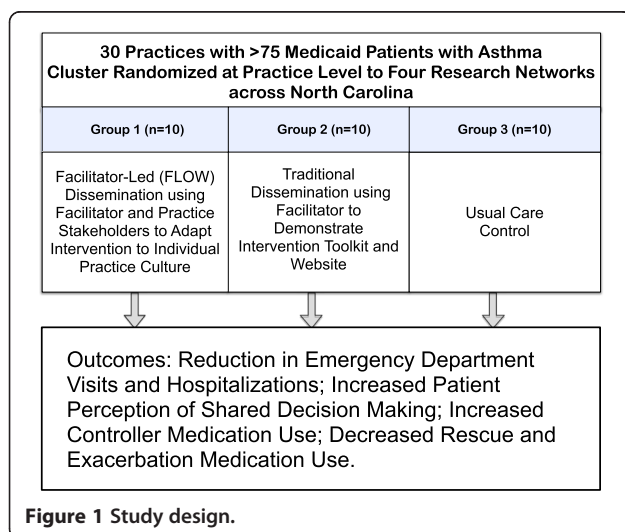 30 Practices with >75 Medicaid Patients with Asthma
Cluster Randomized at Practice Level to Four Research Networks
across North Carolina
Group 1 (n=10)
Group 2 (n=10)
Group 3 (n=10)
Facilitator-Led (FLOW)
Dissemination using
Facilitator and Practice
Stakeholders to Adapt
Intervention to Individual
Practice Culture
Traditional
Dissemination using
Facilitator to
Demonstrate
Intervention Toolkit and
Website
Usual Care
Control
Outcomes: Reduction in Emergency Department
Visits and Hospitalizations; Increased Patient
Perception of Shared Decision Making; Increased
Controller Medication Use; Decreased Rescue and
Exacerbation Medication Use.
Figure 1 Study design.